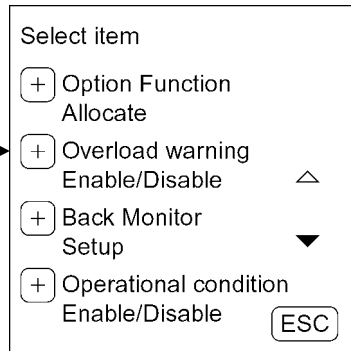 Select item
+ Option Function
Allocate
+ Overload warning
Enable/Disable
+ Back Monitor
Setup
+ Operational condition
Enable/Disable
ESC